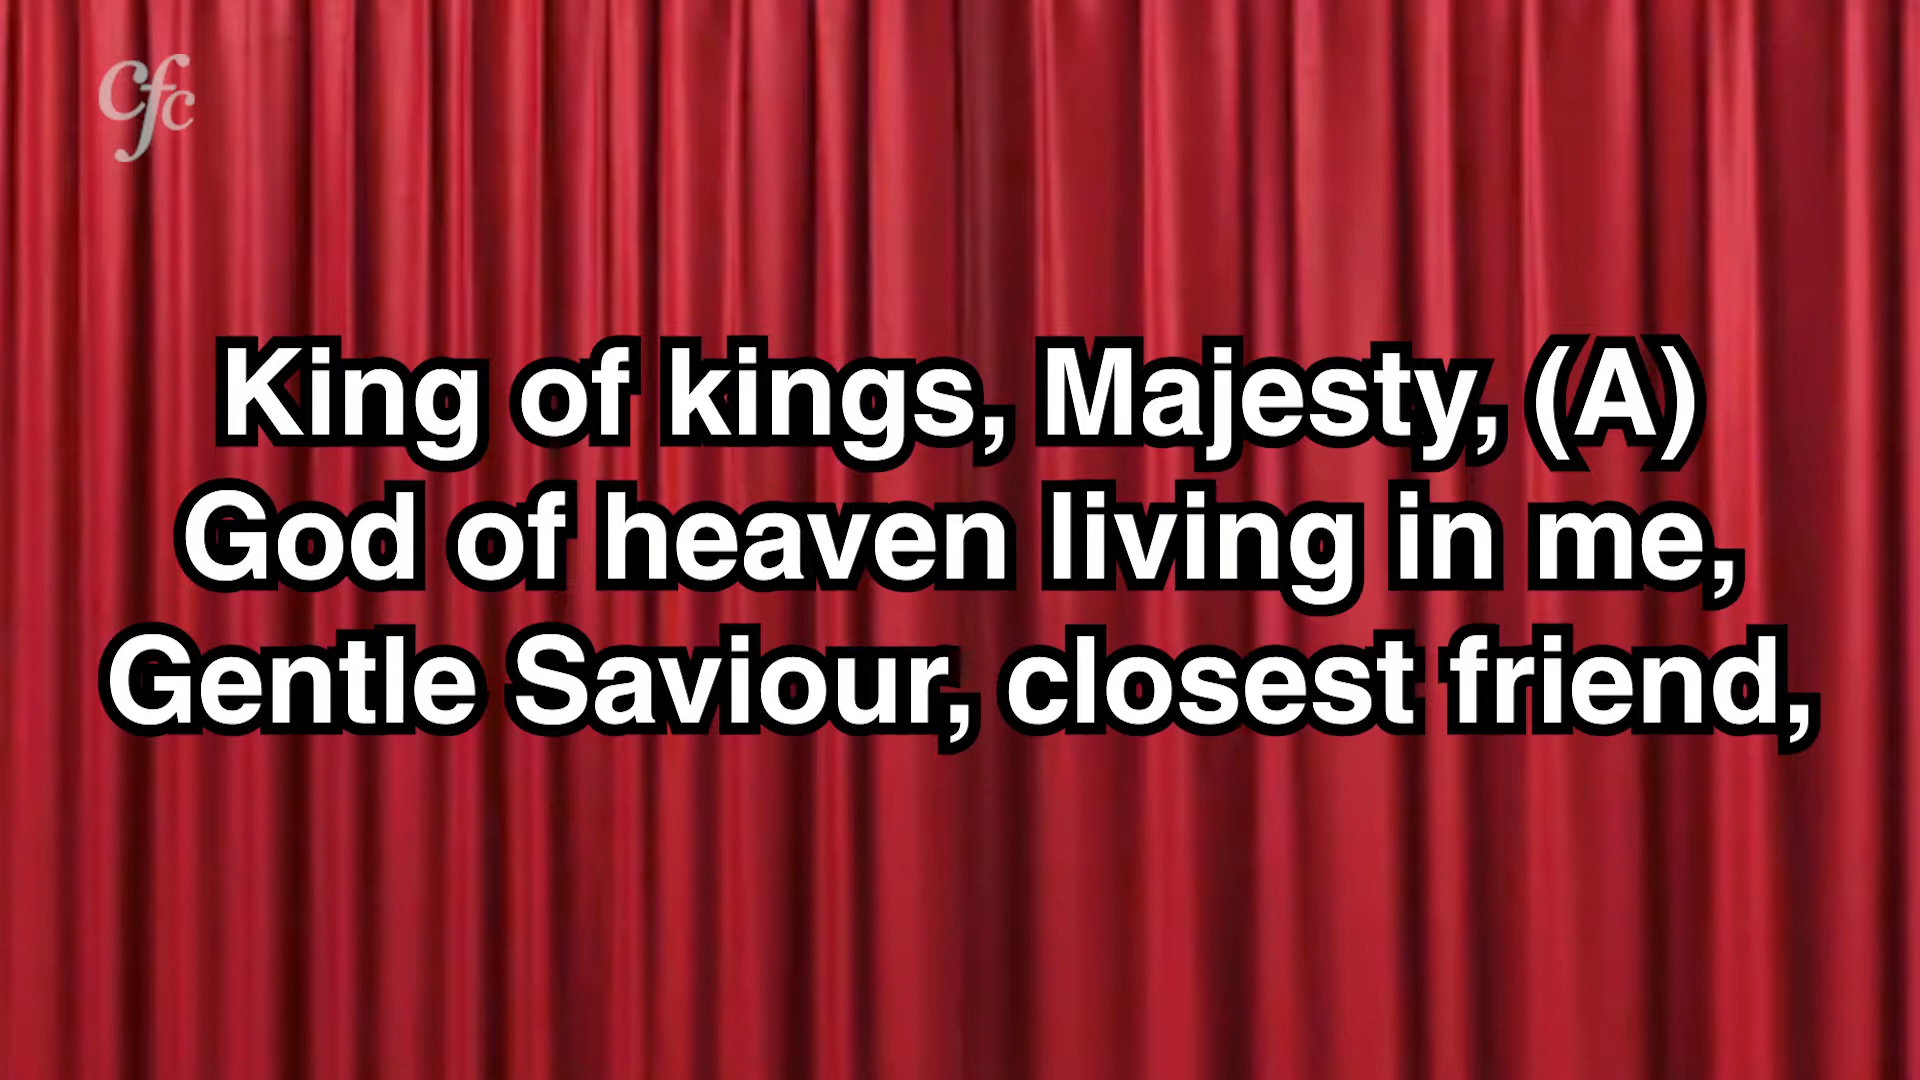 cfc
King of kings, Majesty, (A)
God of heaven living in me,
Gentle Saviour, closest friend,